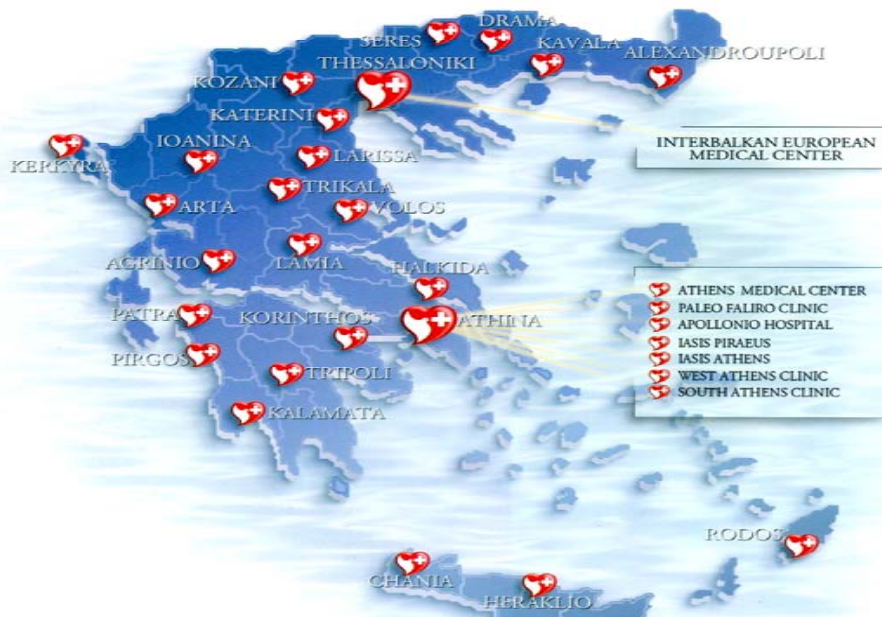 DRAMA
SERES
KAVALA
ALEXANDROUPOLI
THESSALONIKI
KOZANI
KATERINI
INTERBALKAN EUROPEAN
MEDICAL CENTER
IOANINA
LARISSA
KERKYRA
TRIKALA
ARTA
VOLOS
AGRINIO
LAMIA
HALKIDA
ATHENS MEDICAL CENTER
PALEO FALIRO CLINIC
APOLLONIO HOSPITAL
IASIS PIRAEUS
IASIS ATHENS
WEST ATHENS CLINIC
SOUTH ATHENS CLINIC
PATRA
KORINTHOS
ATHINA
PIRGOS
TRIPOLI
KALAMATA
RODOS
CHANIA
HERAKLIO